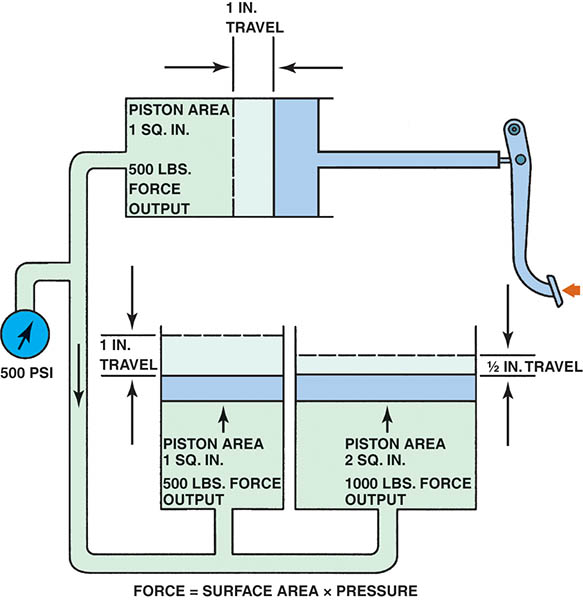 1 IN.
TRAVEL
PISTON AREA
1 SQ. IN.
500 LBS.
FORCE
OUTPUT
500 PSI
1 IN.
TRAVEL
½ IN. TRAVEL
PISTON AREA
1 SQ. IN.
500 LBS. FORCE
OUTPUT
PISTON AREA
2 SQ. IN.
1000 LBS. FORCE
OUTPUT
FORCE = SURFACE AREA × PRESSURE